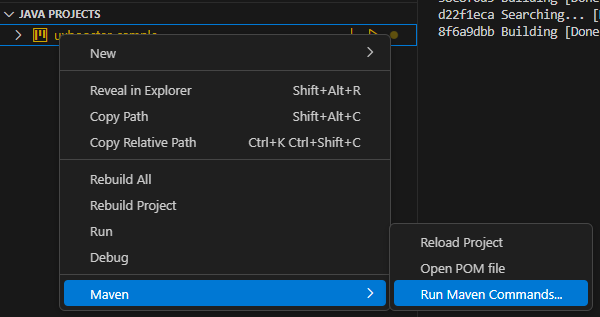 JAVA PROJECTS
d22f1eca Searching... [
8f6a9dbb Building [Done
New
Reveal in Explorer Shift+Alt+R
Copy Path Shift+Alt+C
Copy Relative Path Ctrl+K Ctrl+Shift+C
Rebuild All
Rebuild Project
Run
Debug
Maven
Reload Project
Open POM file
Run Maven Commands...